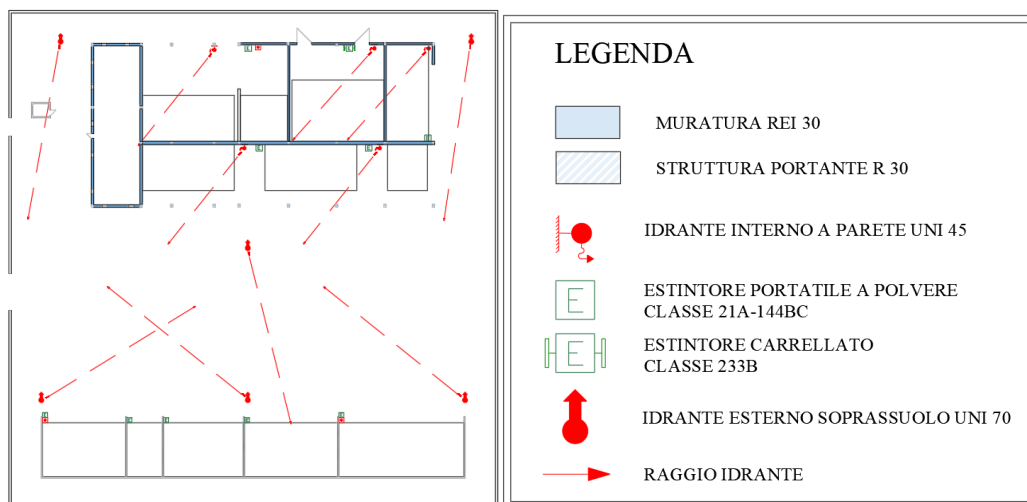 LEGENDA
MURATURA REI 30
STRUTTURA PORTANTE R 30
IDRANTE INTERNO A PARETE UNI 45
E
ESTINTORE PORTATILE A POLVERE
CLASSE 21A-144BC
E
ESTINTORE CARRELLATO
CLASSE 233B
IDRANTE ESTERNO SOPRASSUOLO UNI 70
RAGGIO IDRANTE